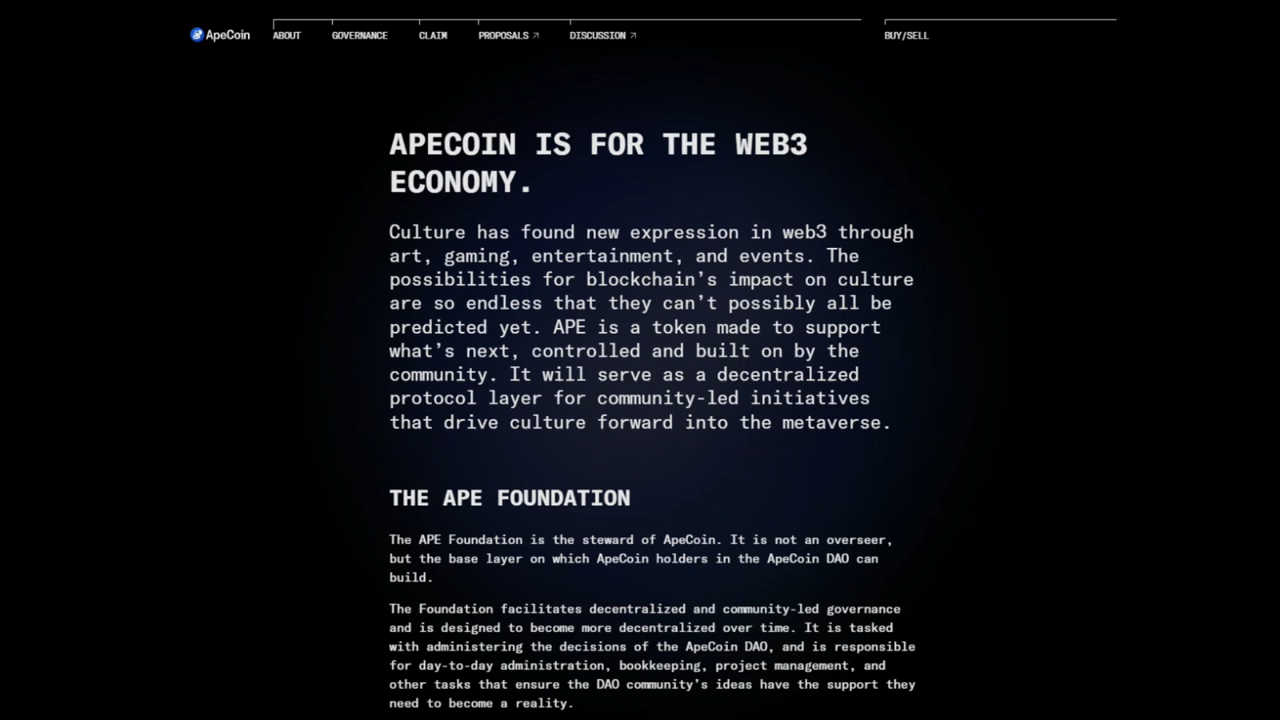 ApeCoin ABOUT GOVERNANCE CLAIM PROPOSALS ↗ DISCUSSION ↗ BUY/SELL
APECOIN IS FOR THE WEB3
ECONOMY.
Culture has found new expression in web3 through
art, gaming, entertainment, and events. The
possibilities for blockchain’s impact on culture
are so endless that they can’t possibly all be
predicted yet. APE is a token made to support
what’s next, controlled and built on by the
community. It will serve as a decentralized
protocol layer for community-led initiatives
that drive culture forward into the metaverse.
THE APE FOUNDATION
The APE Foundation is the steward of ApeCoin. It is not an overseer,
but the base layer on which ApeCoin holders in the ApeCoin DAO can
build.
The Foundation facilitates decentralized and community-led governance
and is designed to become more decentralized over time. It is tasked
with administering the decisions of the ApeCoin DAO, and is responsible
for day-to-day administration, bookkeeping, project management, and
other tasks that ensure the DAO community’s ideas have the support they
need to become a reality.